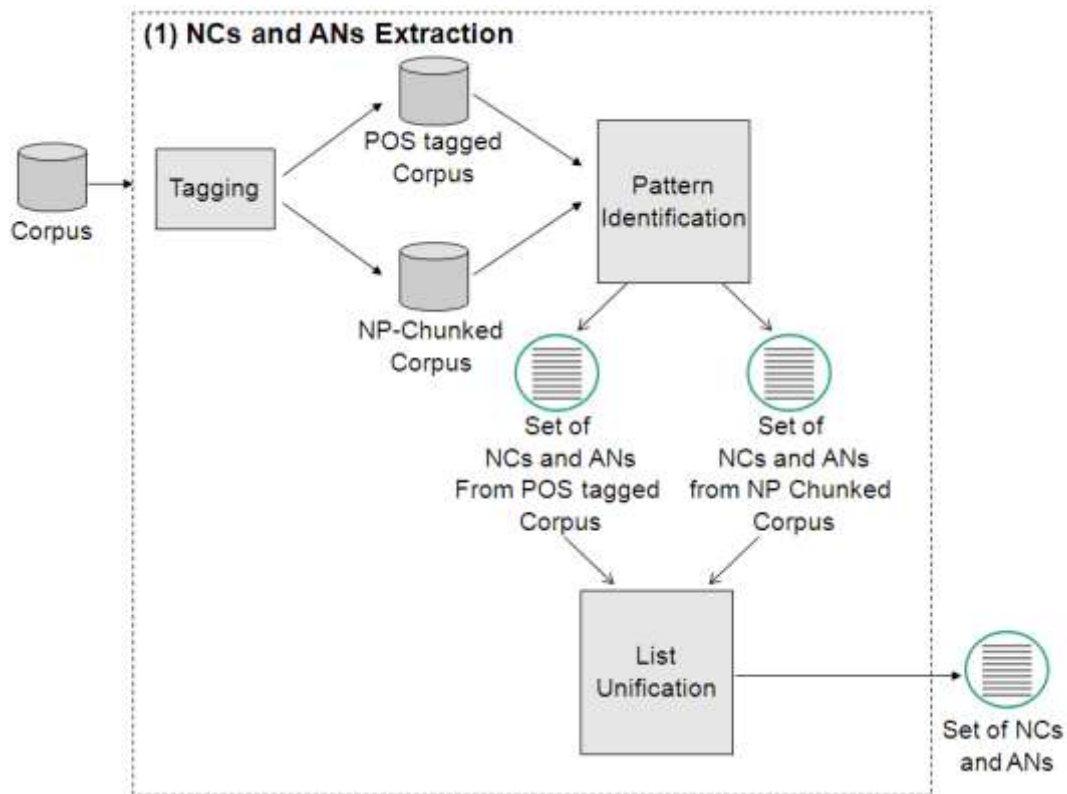 (1) NCs and ANs Extraction
POS tagged
Corpus
Tagging
Corpus
Pattern
Identification
NP-Chunked
Corpus
Set of
NCs and ANs
From POS tagged
Corpus
Set of
NCs and ANs
from NP Chunked
Corpus
List
Unification
Set of NCs
and ANs